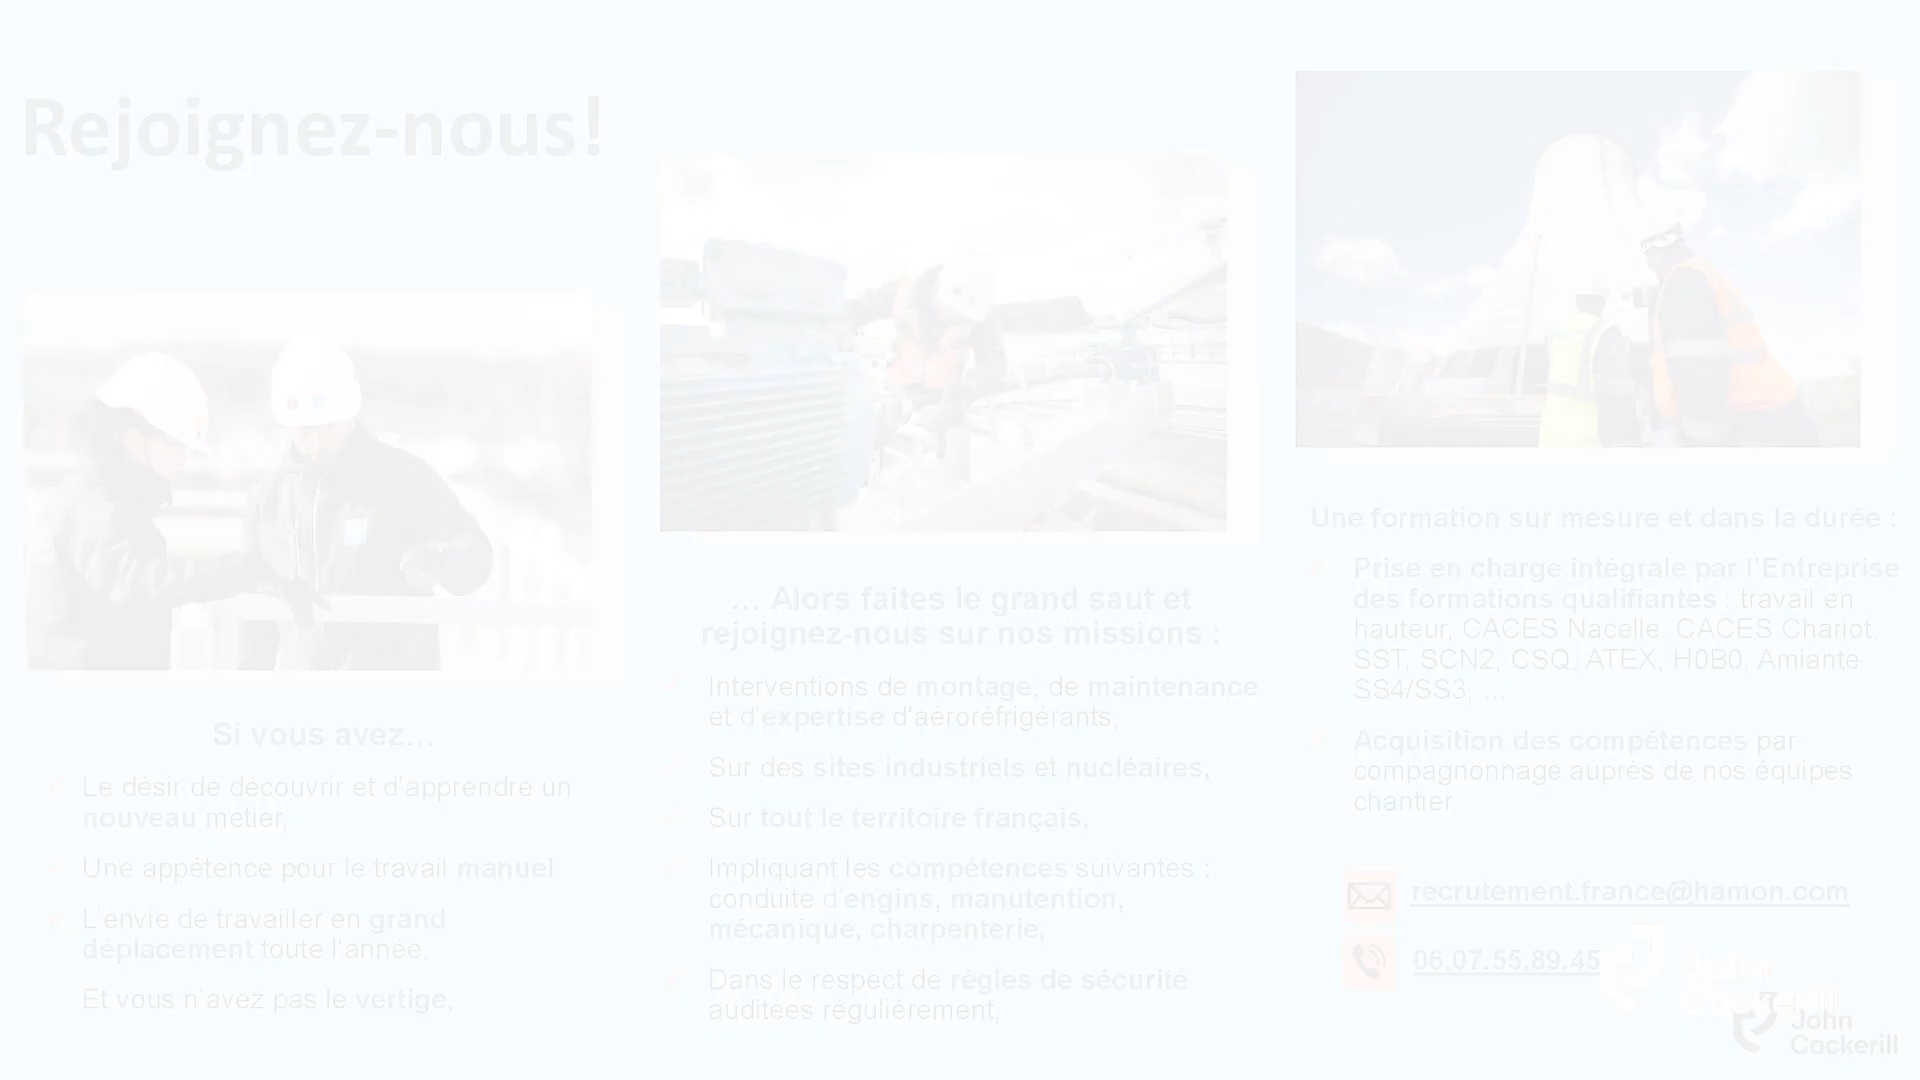 Rejoignez-nous!
Si vous avez...
Le désir de découvrir et d'apprendre un
nouveau métier,
Une appétence pour le travail manuel,
L'envie de travailler en grand
déplacement toute l'année,
Et vous n'avez pas le vertige,
... Alors faites le grand saut et
rejoignez-nous sur nos missions :
Interventions de montage, de maintenance
et d'expertise d'aéroréfrigérants,
Sur des sites industriels et nucléaires,
Sur tout le territoire français,
Impliquant les compétences suivantes :
conduite d'engins, manutention,
mécanique, charpenterie,
Dans le respect de règles de sécurité
auditées régulièrement,
Une formation sur mesure et dans la durée :
Prise en charge intégrale par l'Entreprise
des formations qualifiantes : travail en
hauteur, CACES Nacelle, CACES Chariot,
SST, SCN2, CSQ, ATEX, H0B0, Amiante
SS4/SS3, ...
Acquisition des compétences par
compagnonnage auprès de nos équipes
chantier
recrutement.france@hamon.com
06.07.55.89.45
John
Cockerill
John
Cockerill